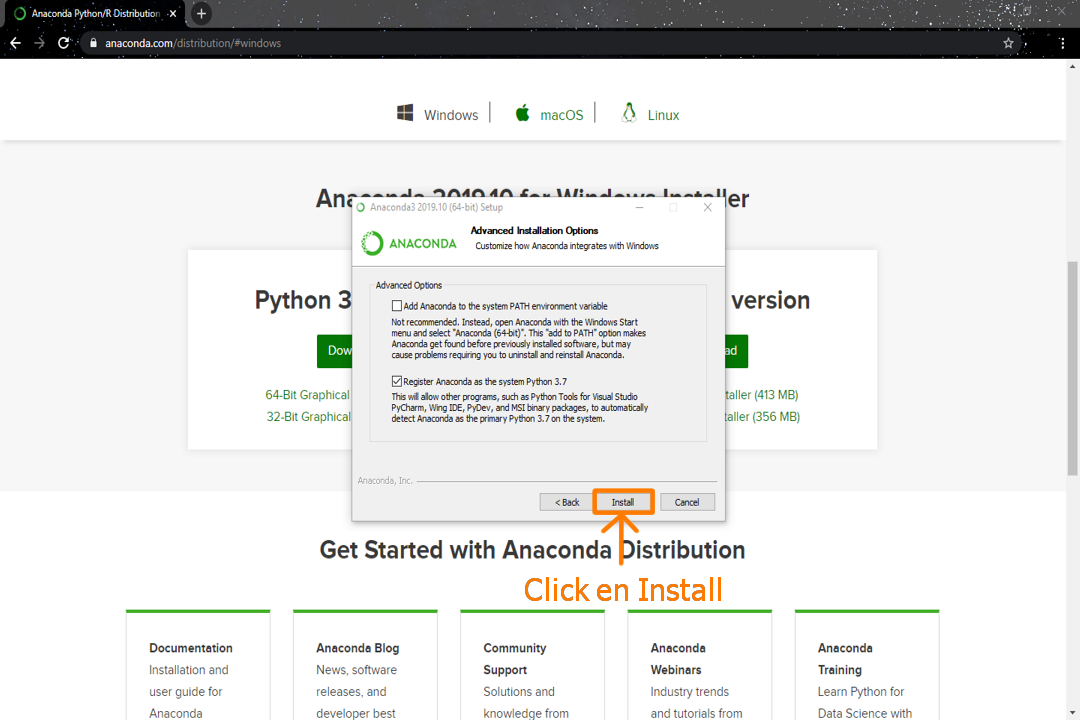 Anaconda Python/R Distribution
anaconda.com/distribution/#windows
Windows
macOS
Linux
Anaconda 2019.10 for Windows Installer
Anaconda3 2019.10 (64-bit) Setup
ANACONDA
Advanced Installation Options
Customize how Anaconda integrates with Windows
Advanced Options
Add Anaconda to the system PATH environment variable
Not recommended. Instead, open Anaconda with the Windows Start
menu and select "Anaconda (64-bit)". This "add to PATH" option makes
Anaconda get found before previously installed software, but may
cause problems requiring you to uninstall and reinstall Anaconda.
Register Anaconda as the system Python 3.7
This will allow other programs, such as Python Tools for Visual Studio
PyCharm, Wing IDE, PyDev, and MSI binary packages, to automatically
detect Anaconda as the primary Python 3.7 on the system.
Anaconda, Inc.
< Back
Install
Cancel
Python 3
version
Dow
ad
64-Bit Graphical
taller (413 MB)
32-Bit Graphical
taller (356 MB)
Get Started with Anaconda Distribution
Click en Install
Documentation
Installation and
user guide for
Anaconda
Anaconda Blog
News, software
releases, and
developer best
Community
Support
Solutions and
knowledge from
Anaconda
Webinars
Industry trends
and tutorials from
Anaconda
Training
Learn Python for
Data Science with